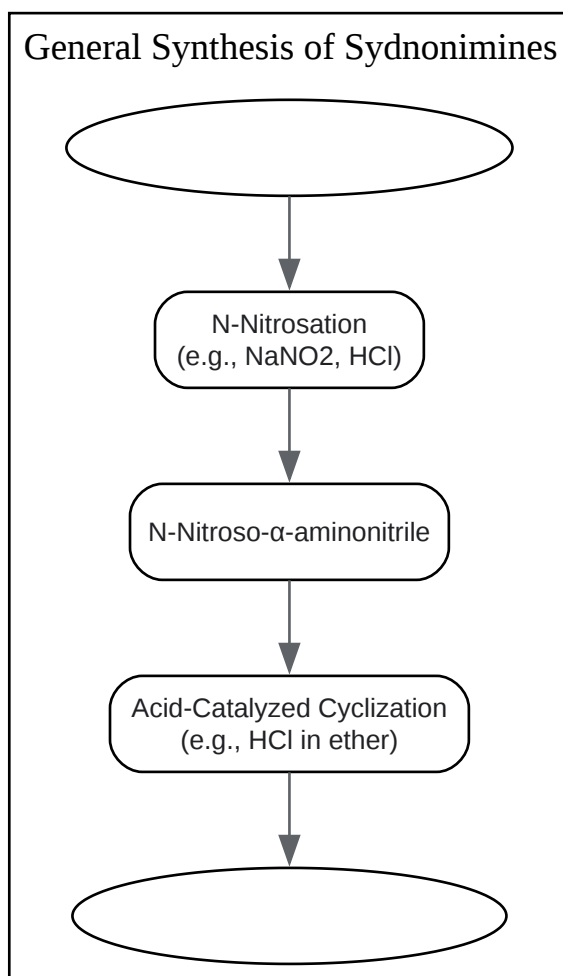 General Synthesis of Sydnonimines
N-Nitrosation
(e.g., NaNO2, HCl)
N-Nitroso-α-aminonitrile
Acid-Catalyzed Cyclization
(e.g., HCl in ether)